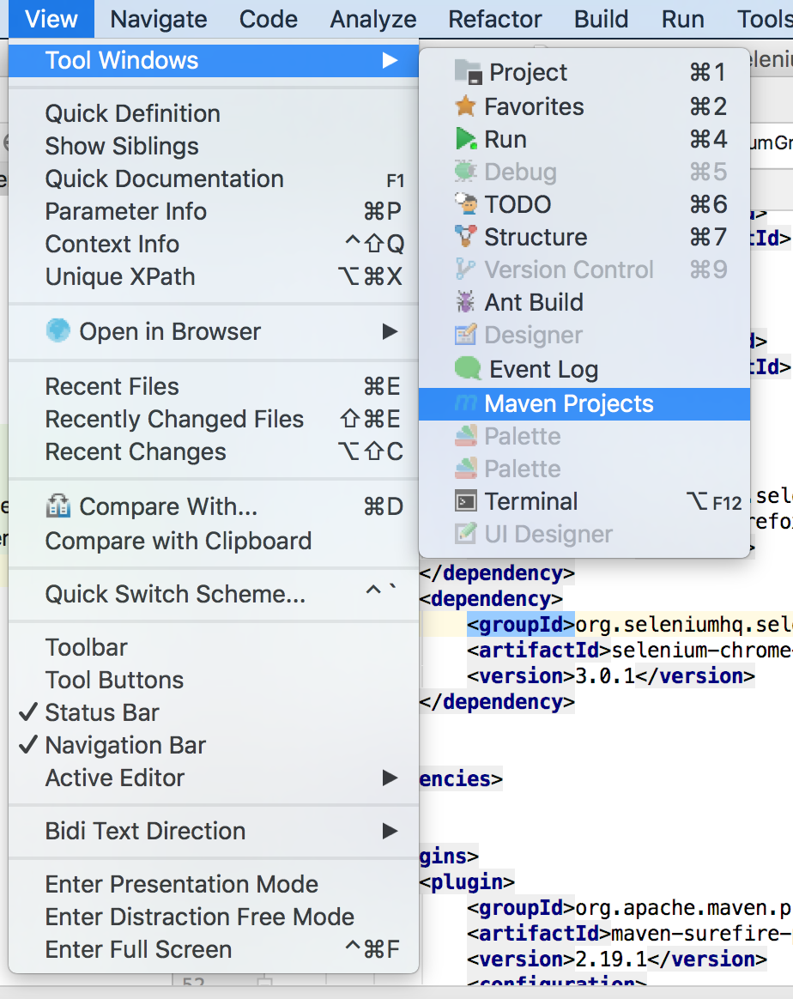 View Navigate Code Analyze Refactor Build Run Tools
Tool Windows
Quick Definition
Show Siblings
Quick Documentation F1
Parameter Info ⌘P
Context Info ^⇧Q
Unique XPath ⌥⌘X
Open in Browser
Recent Files ⌘E
Recently Changed Files ⇧⌘E
Recent Changes ⌥⇧C
Compare With... ⌘D
Compare with Clipboard
Quick Switch Scheme... ^`
Toolbar
Tool Buttons
✓ Status Bar
✓ Navigation Bar
Active Editor
Bidi Text Direction
Enter Presentation Mode
Enter Distraction Free Mode
Enter Full Screen ^⌘F
Project ⌘1
Favorites ⌘2
Run ⌘4
Debug ⌘5
TODO ⌘6
Structure ⌘7
Version Control ⌘9
Ant Build
Designer
Event Log
Maven Projects
Palette
Palette
Terminal ⌥F12
UI Designer
</dependency>
<dependency>
<groupId>org.seleniumhq.sel
<artifactId>selenium-chrome-
<version>3.0.1</version>
</dependency>
encies>
gins>
<plugin>
<groupId>org.apache.maven.p
<artifactId>maven-surefire-
<version>2.19.1</version>
<configuration>
52